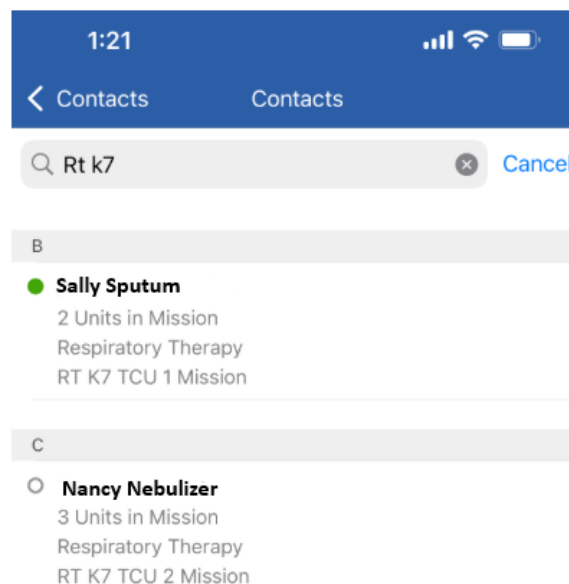 1:21
Contacts Contacts
Rt k7 Cancel
B
Sally Sputum
2 Units in Mission
Respiratory Therapy
RT K7 TCU 1 Mission
C
Nancy Nebulizer
3 Units in Mission
Respiratory Therapy
RT K7 TCU 2 Mission